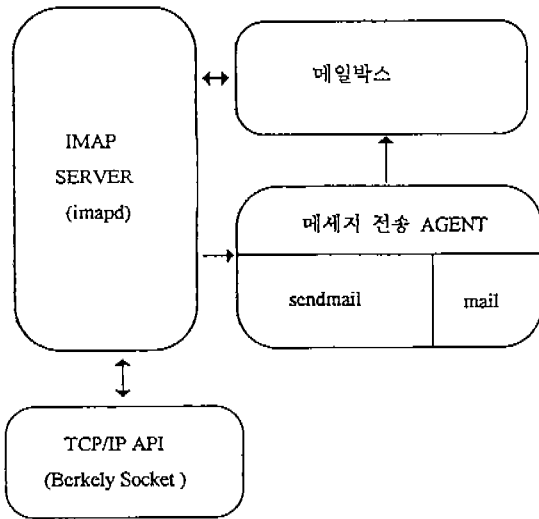 메일박스
IMAP
SERVER
(imapd)
메세지 전송 AGENT
sendmail
mail
TCP/IP API
(Berkely Socket )